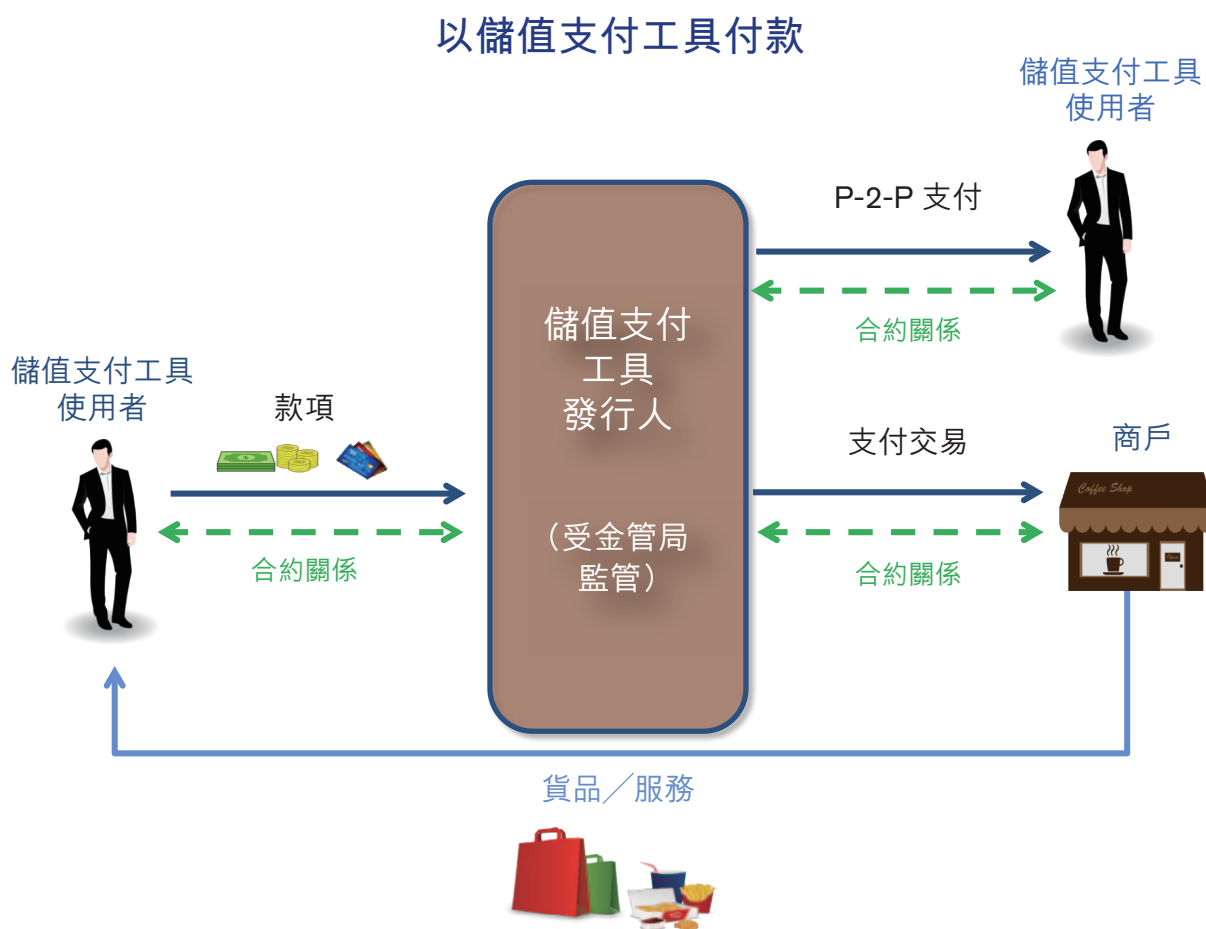 以儲值支付工具付款
儲值支付工具
使用者
P-2-P 支付
合約關係
儲值支付
工具
發行人
（受金管局
監管）
儲值支付工具
使用者
款項
合約關係
支付交易
合約關係
商戶
Coffee Shop
貨品／服務